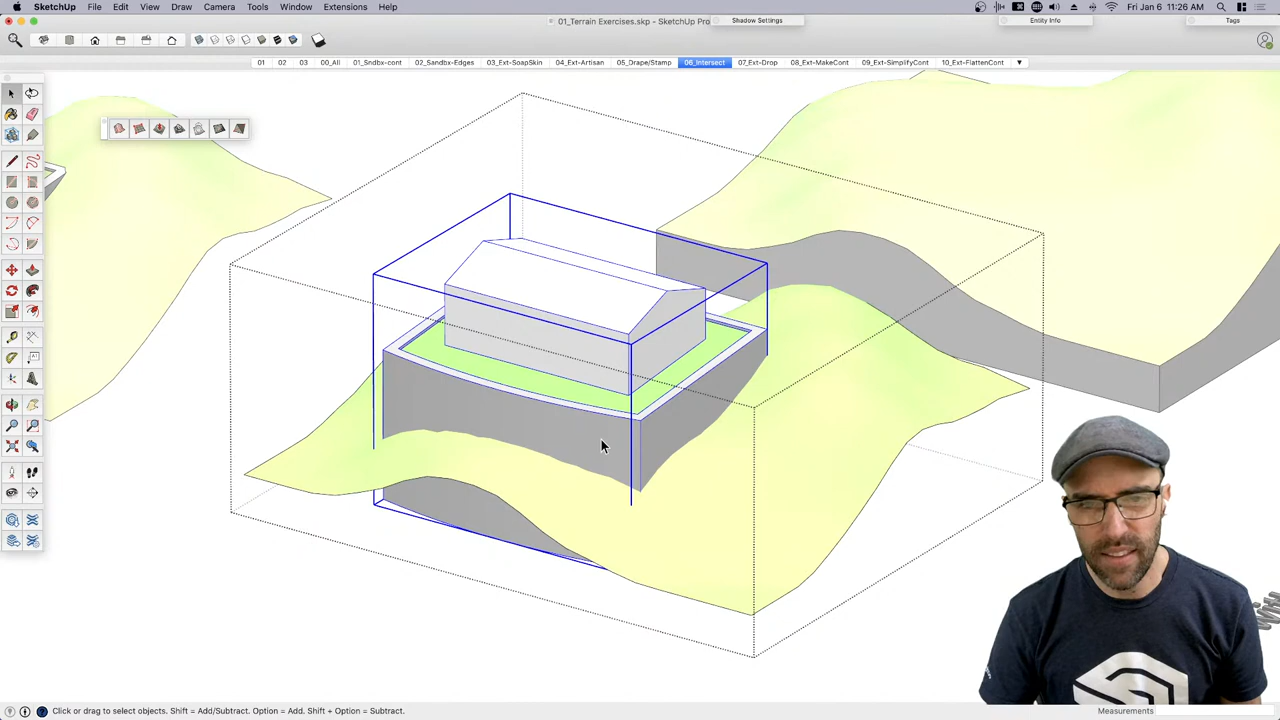 SketchUp File Edit View Draw Camera Tools Window Extensions Help Fri Jan 6 11:26 AM
01_Terrain Exercises.skp - SketchUp Pro Shadow Settings Entity Info Tags
01 02 03 00_All 01_Sndbx-cont 02_Sandbx-Edges 03_Ext-SoapSkin 04_Ext-Artisan 05_Drape/Stamp 06_Intersect 07_Ext-Drop 08_Ext-MakeCont 09_Ext-SimplifyCont 10_Ext-FlattenCont
Click or drag to select objects. Shift = Add/Subtract. Option = Add. Shift + Option = Subtract. Measurements